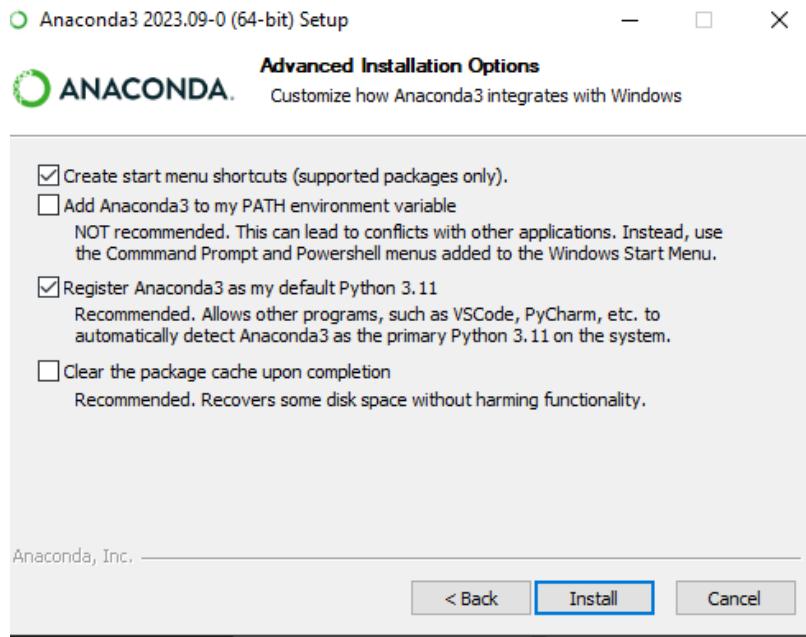 Anaconda3 2023.09-0 (64-bit) Setup
ANACONDA.
Advanced Installation Options
Customize how Anaconda3 integrates with Windows
Create start menu shortcuts (supported packages only).
Add Anaconda3 to my PATH environment variable
NOT recommended. This can lead to conflicts with other applications. Instead, use
the Commmand Prompt and Powershell menus added to the Windows Start Menu.
Register Anaconda3 as my default Python 3.11
Recommended. Allows other programs, such as VSCode, PyCharm, etc. to
automatically detect Anaconda3 as the primary Python 3.11 on the system.
Clear the package cache upon completion
Recommended. Recovers some disk space without harming functionality.
Anaconda, Inc.
< Back
Install
Cancel